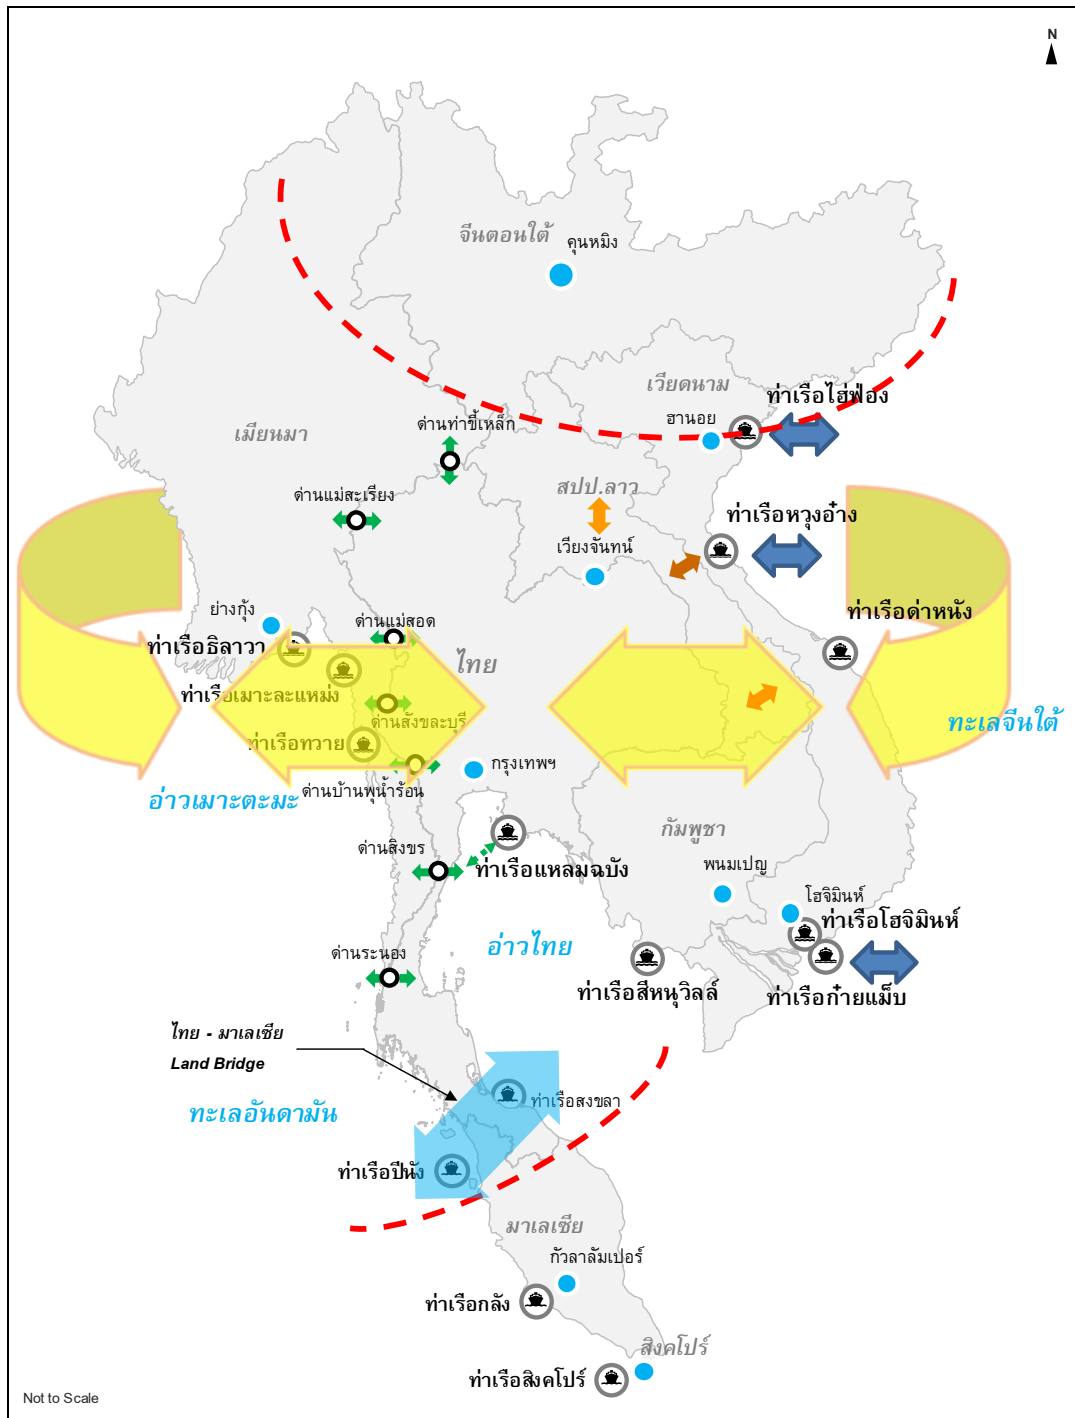 N
จีนตอนใต้
คุนหมิง
เวียดนาม
ท่าเรือไฮ่ฟ่อง
ฮานอย
ด่านท่าขี้เหล็ก
เมียนมา
สปป.ลาว
ด่านแม่สะเรียง
ท่าเรือหวุงอ๋าง
เวียงจันทน์
ย่างกุ้ง
ด่านแม่สอด
ท่าเรือด่าหนัง
ท่าเรือธิลาวา
ไทย
ท่าเรือเมาะละแหม่ง
ด่านสังขละบุรี
ทะเลจีนใต้
ท่าเรือทวาย
กรุงเทพฯ
ด่านบ้านพุน้ำร้อน
อ่าวเมาะตะมะ
กัมพูชา
ด่านสิงขร
ท่าเรือแหลมฉบัง
พนมเปญ
โฮจิมินห์
ท่าเรือโฮจิมินห์
อ่าวไทย
ด่านระนอง
ท่าเรือสีหนุวิลล์
ท่าเรือก๋ายแม็บ
ไทย - มาเลเซีย
Land Bridge
ท่าเรือสงขลา
ทะเลอันดามัน
ท่าเรือปีนัง
มาเลเซีย
กัวลาลัมเปอร์
ท่าเรือกลัง
สิงคโปร์
ท่าเรือสิงคโปร์
Not to Scale